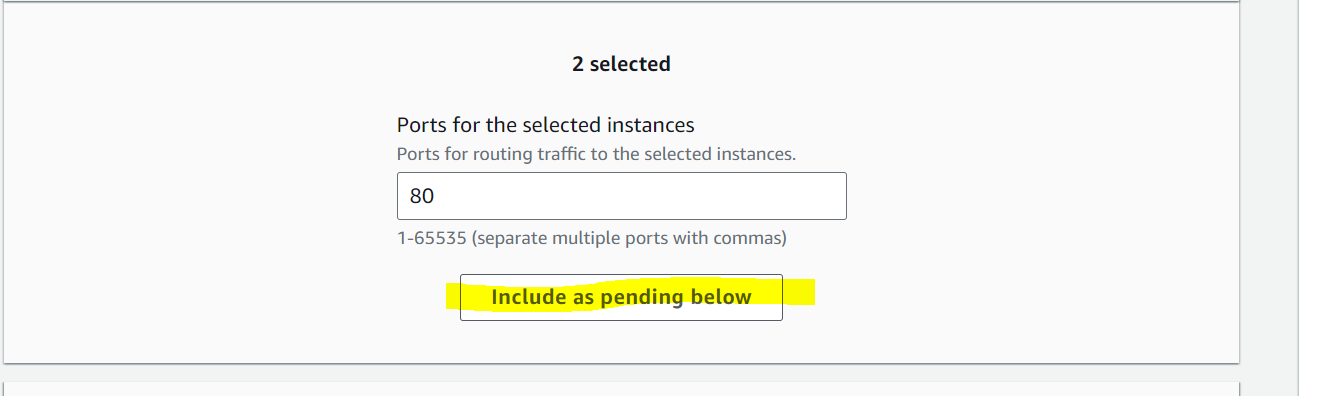 2 selected
Ports for the selected instances
Ports for routing traffic to the selected instances.
80
1-65535 (separate multiple ports with commas)
Include as pending below